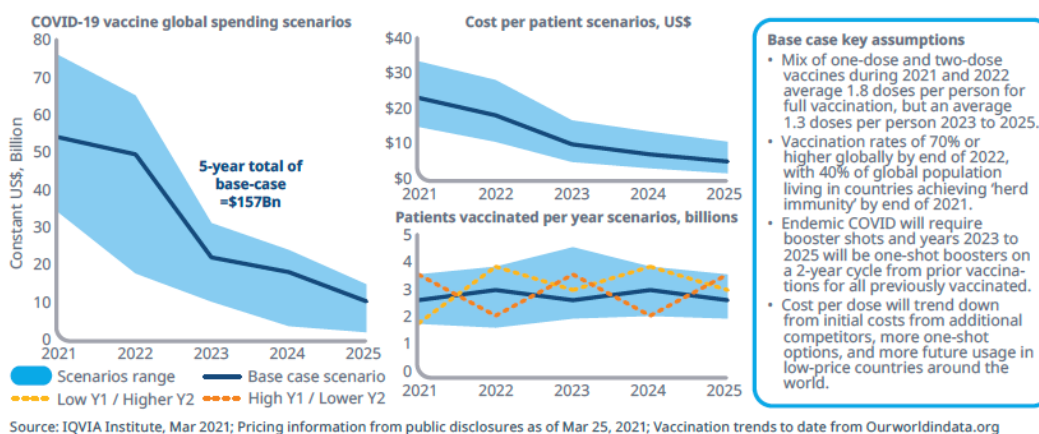 COVID-19 vaccine global spending scenarios
Constant US$, Billion
80
70
60
50
40
30
20
10
0
2021 2022 2023 2024 2025
5-year total of
base-case
=$157Bn
Cost per patient scenarios, US$
$40
$30
$20
$10
$0
2021 2022 2023 2024 2025
Patients vaccinated per year scenarios, billions
5
4
3
2
1
0
2021 2022 2023 2024 2025
Scenarios range
Base case scenario
Low Y1 / Higher Y2
High Y1 / Lower Y2
Base case key assumptions
• Mix of one-dose and two-dose
vaccines during 2021 and 2022
average 1.8 doses per person for
full vaccination, but an average
1.3 doses per person 2023 to 2025.
• Vaccination rates of 70% or
higher globally by end of 2022,
with 40% of global population
living in countries achieving ‘herd
immunity’ by end of 2021.
• Endemic COVID will require
booster shots and years 2023 to
2025 will be one-shot boosters on
a 2-year cycle from prior vaccina-
tions for all previously vaccinated.
• Cost per dose will trend down
from initial costs from additional
competitors, more one-shot
options, and more future usage in
low-price countries around the
world.
Source: IQVIA Institute, Mar 2021; Pricing information from public disclosures as of Mar 25, 2021; Vaccination trends to date from Ourworldindata.org